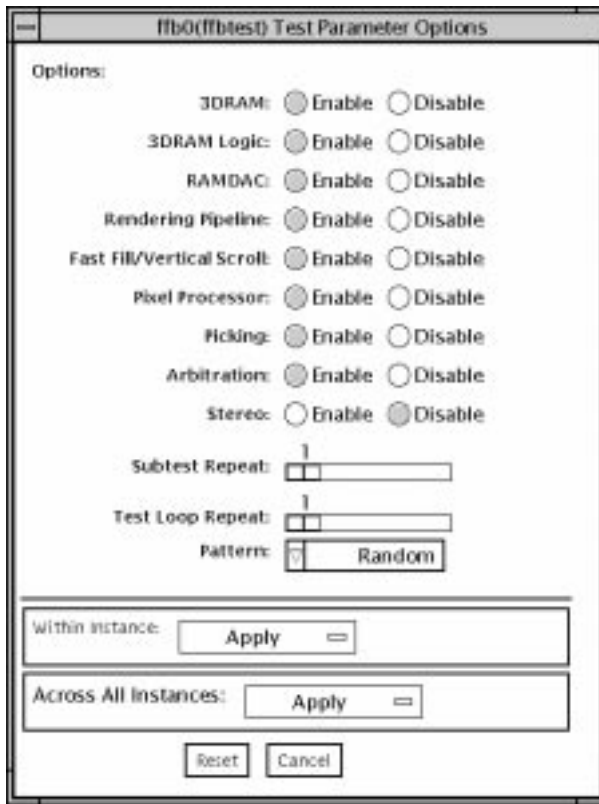 ffb0(ffbtest) Test Parameter Options
Options:
3DRAM: Enable Disable
3DRAM Logic: Enable Disable
RAMDAC: Enable Disable
Rendering Pipeline: Enable Disable
Fast Fill/Vertical Scroll: Enable Disable
Pixel Processor: Enable Disable
Picking: Enable Disable
Arbitration: Enable Disable
Stereo: Enable Disable
1
Subtest Repeat:
1
Test Loop Repeat:
Pattern: Random
Within Instance: Apply
Across All Instances: Apply
Reset Cancel